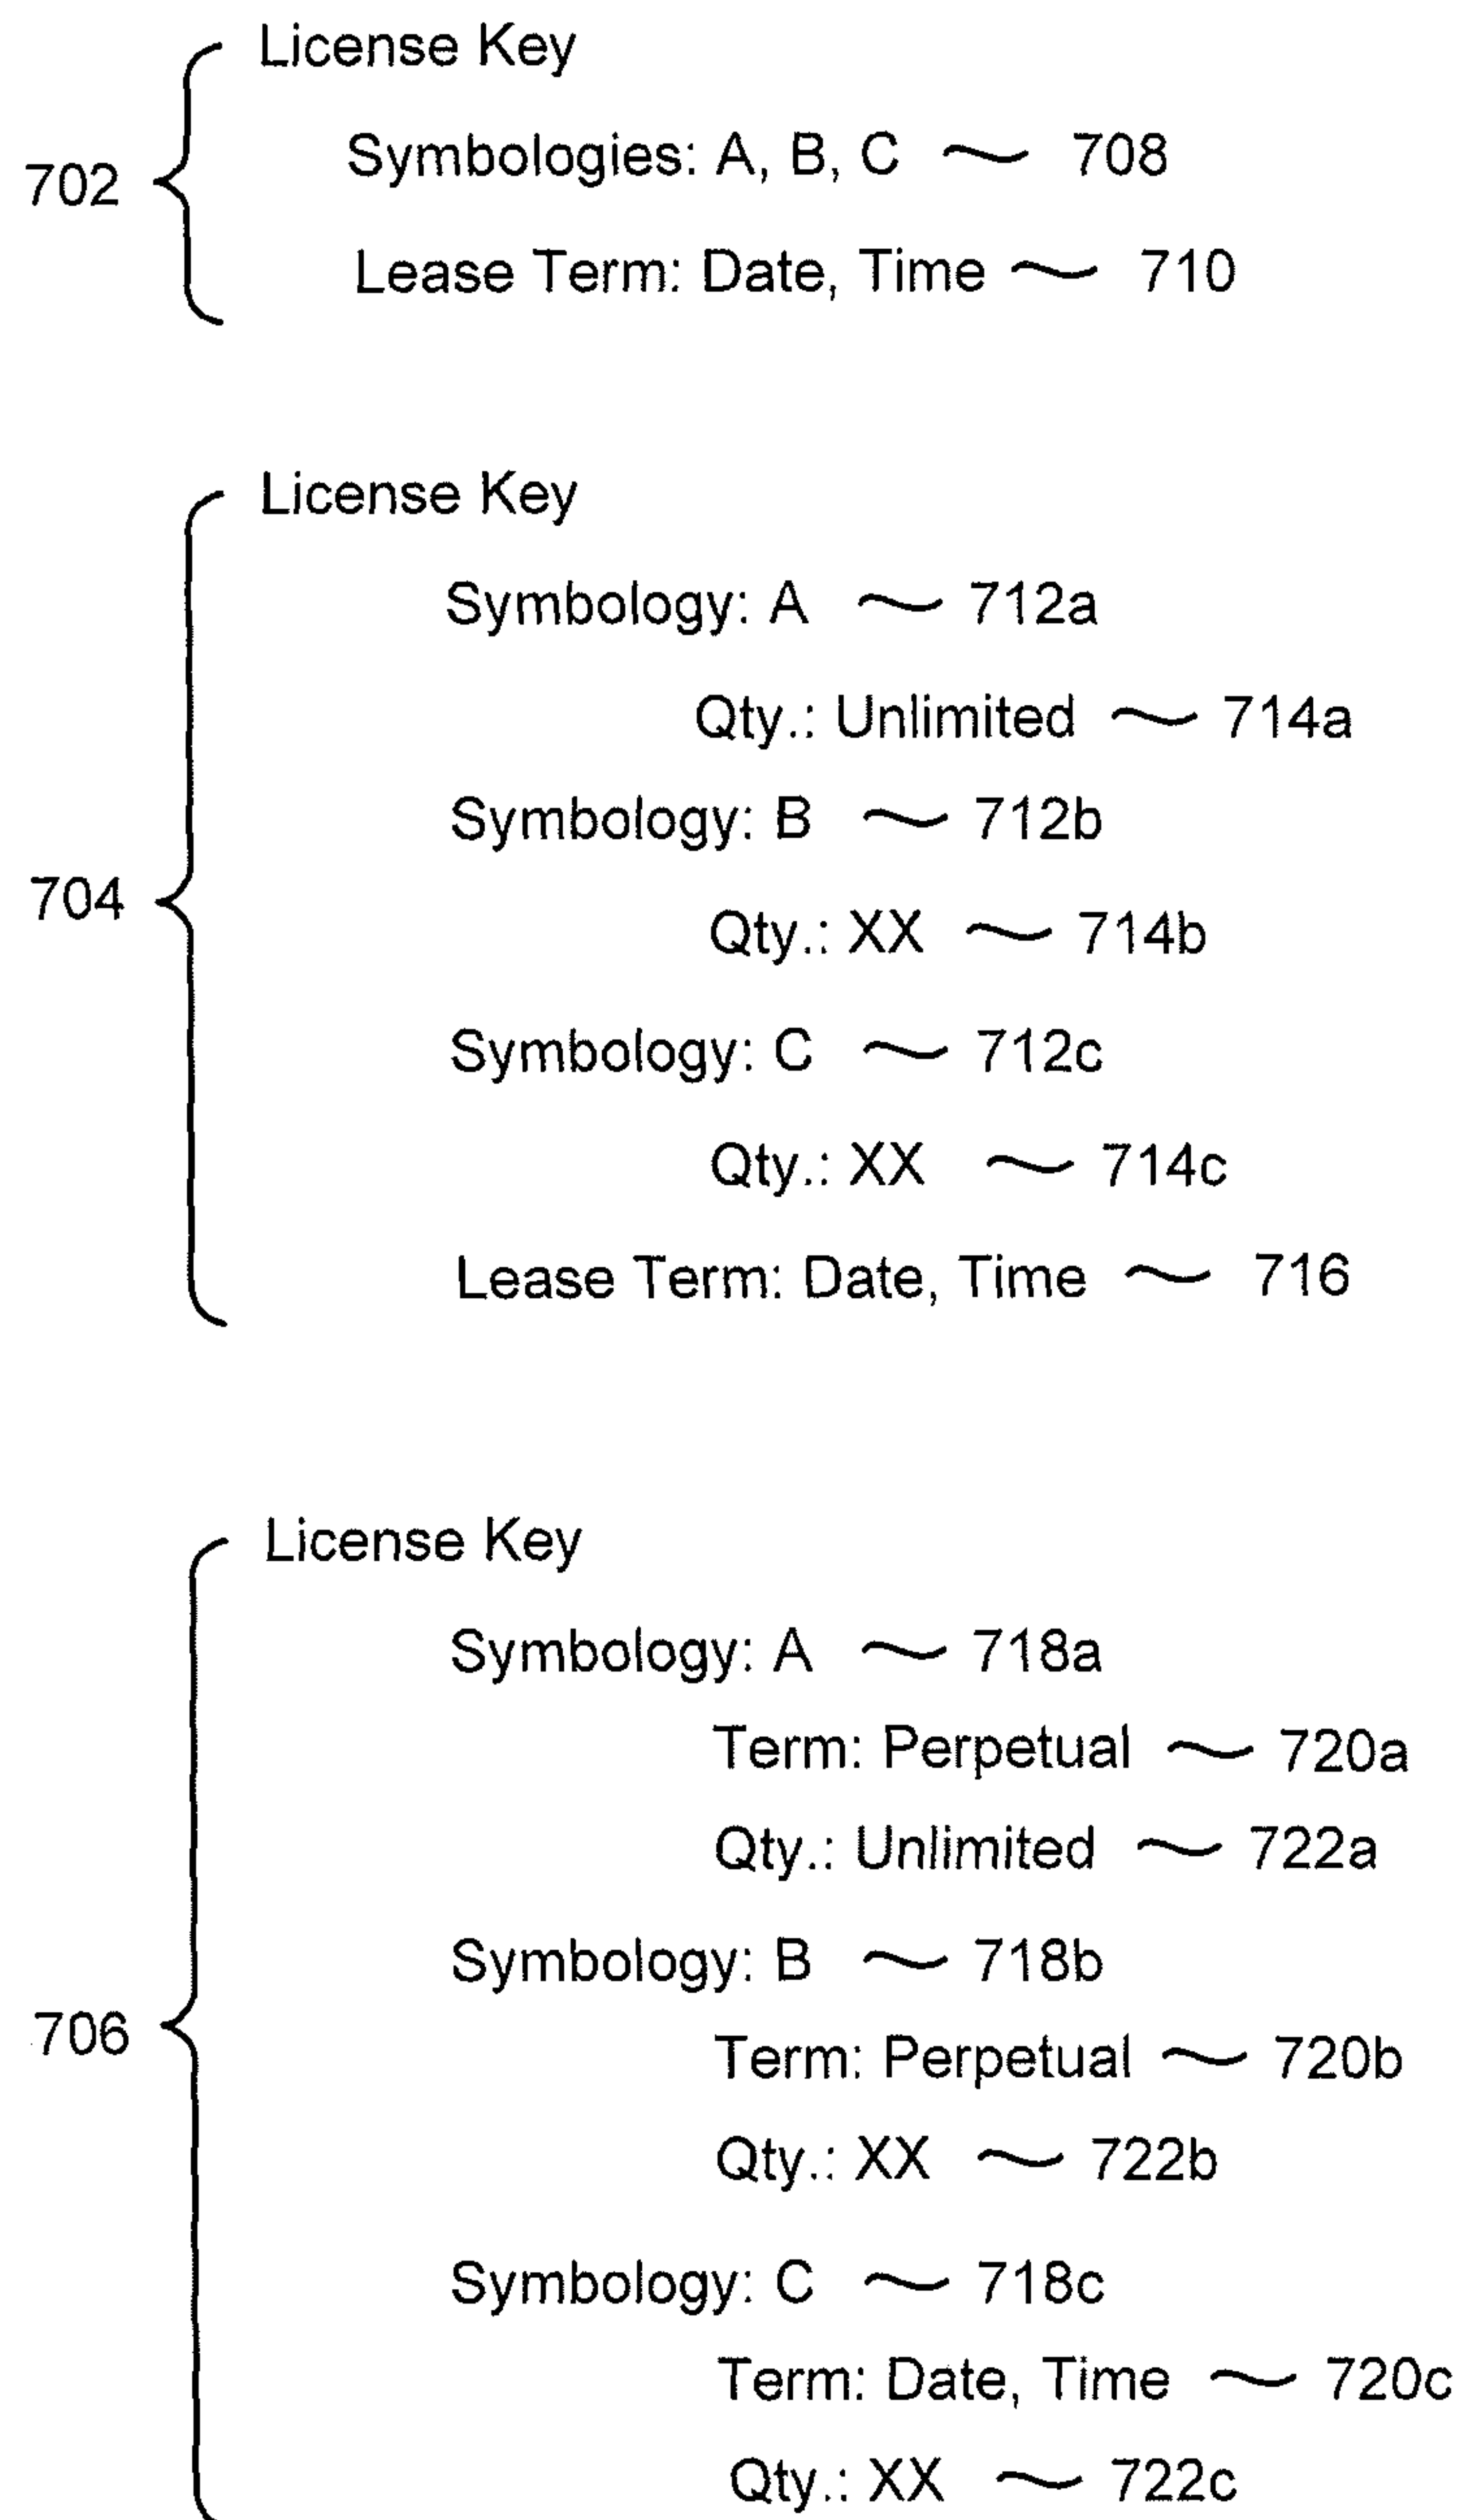 License Key
Symbologies: A, B, C 708
702
Lease Term: Date, Time 710
License Key
Symbology: A 712a
Qty.: Unlimited 714a
Symbology: B 712b
704
Qty.: XX 714b
Symbology: C 712c
Qty.: XX 714c
Lease Term: Date, Time 716
License Key
Symbology: A 718a
Term: Perpetual 720a
Qty.: Unlimited 722a
Symbology: B 718b
706
Term: Perpetual 720b
Qty.: XX 722b
Symbology: C 718c
Term: Date, Time 720c
Qty.: XX 722c